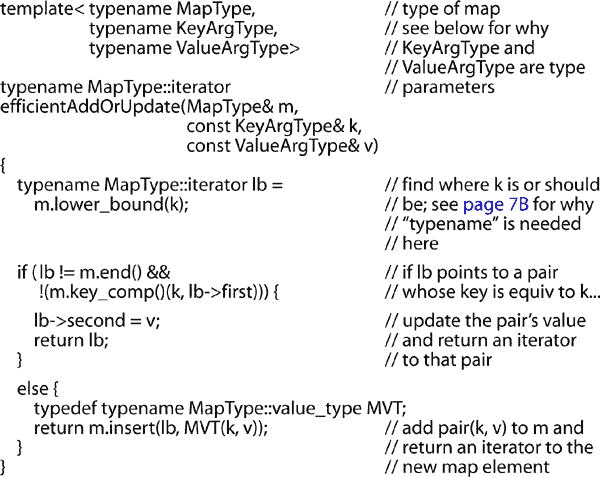 template< typename MapType, // type of map
typename KeyArgType, // see below for why
typename ValueArgType> // KeyArgType and
// ValueArgType are type
typename MapType::iterator // parameters
efficientAddOrUpdate(MapType& m,
const KeyArgType& k,
const ValueArgType& v)
{
typename MapType::iterator lb = // find where k is or should
m.lower_bound(k); // be; see page 7B for why
// “typename” is needed
// here
if ( lb != m.end() && // if lb points to a pair
!(m.key_comp()(k, lb->first))) { // whose key is equiv to k...
lb->second = v; // update the pair’s value
return lb; // and return an iterator
} // to that pair
else {
typedef typename MapType::value_type MVT;
return m.insert(lb, MVT(k, v)); // add pair(k, v) to m and
} // return an iterator to the
} // new map element